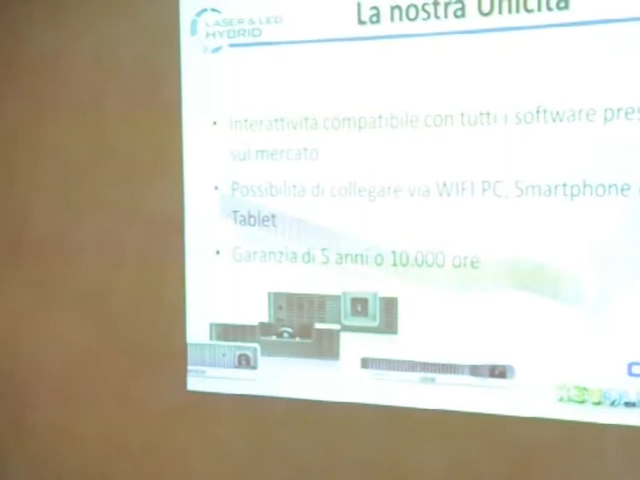 LASER & LED
HYBRID
La nostra Unicità
• Interattività compatibile con tutti i software pres
sul mercato
• Possibilità di collegare via WIFI PC, Smartphone
Tablet
• Garanzia di 5 anni o 10.000 ore